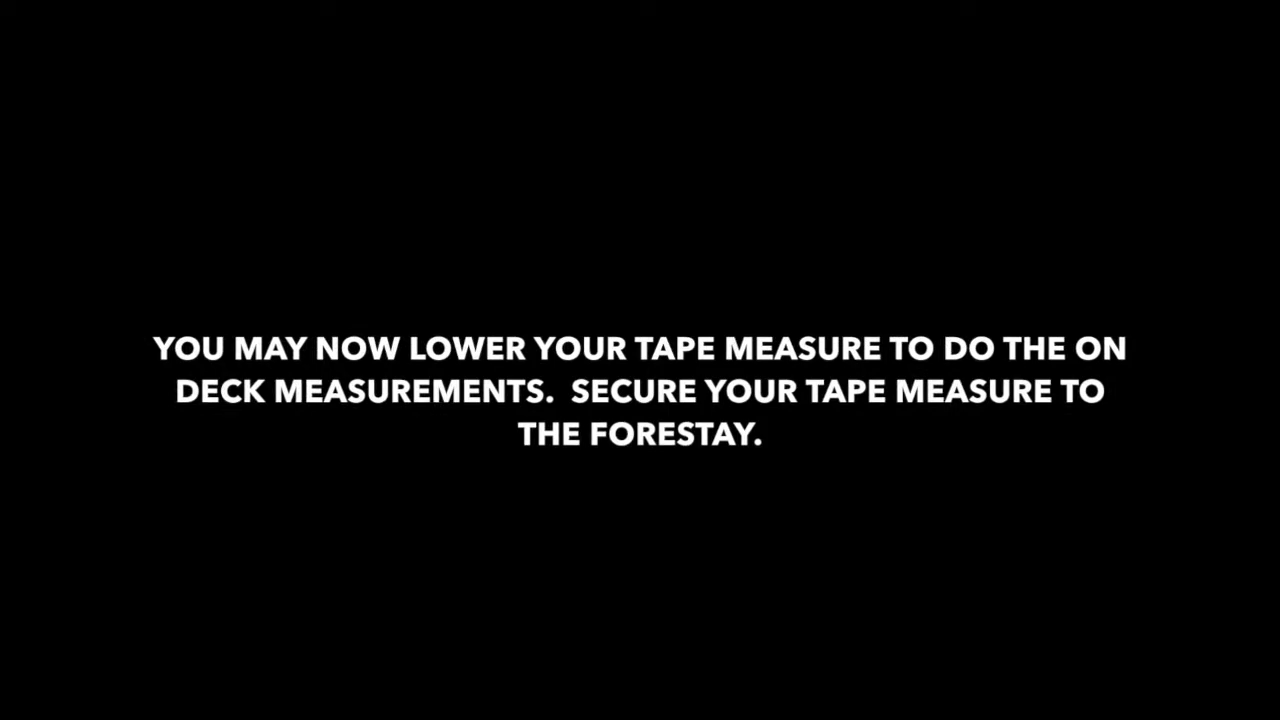 YOU MAY NOW LOWER YOUR TAPE MEASURE TO DO THE ON
DECK MEASUREMENTS.  SECURE YOUR TAPE MEASURE TO
THE FORESTAY.